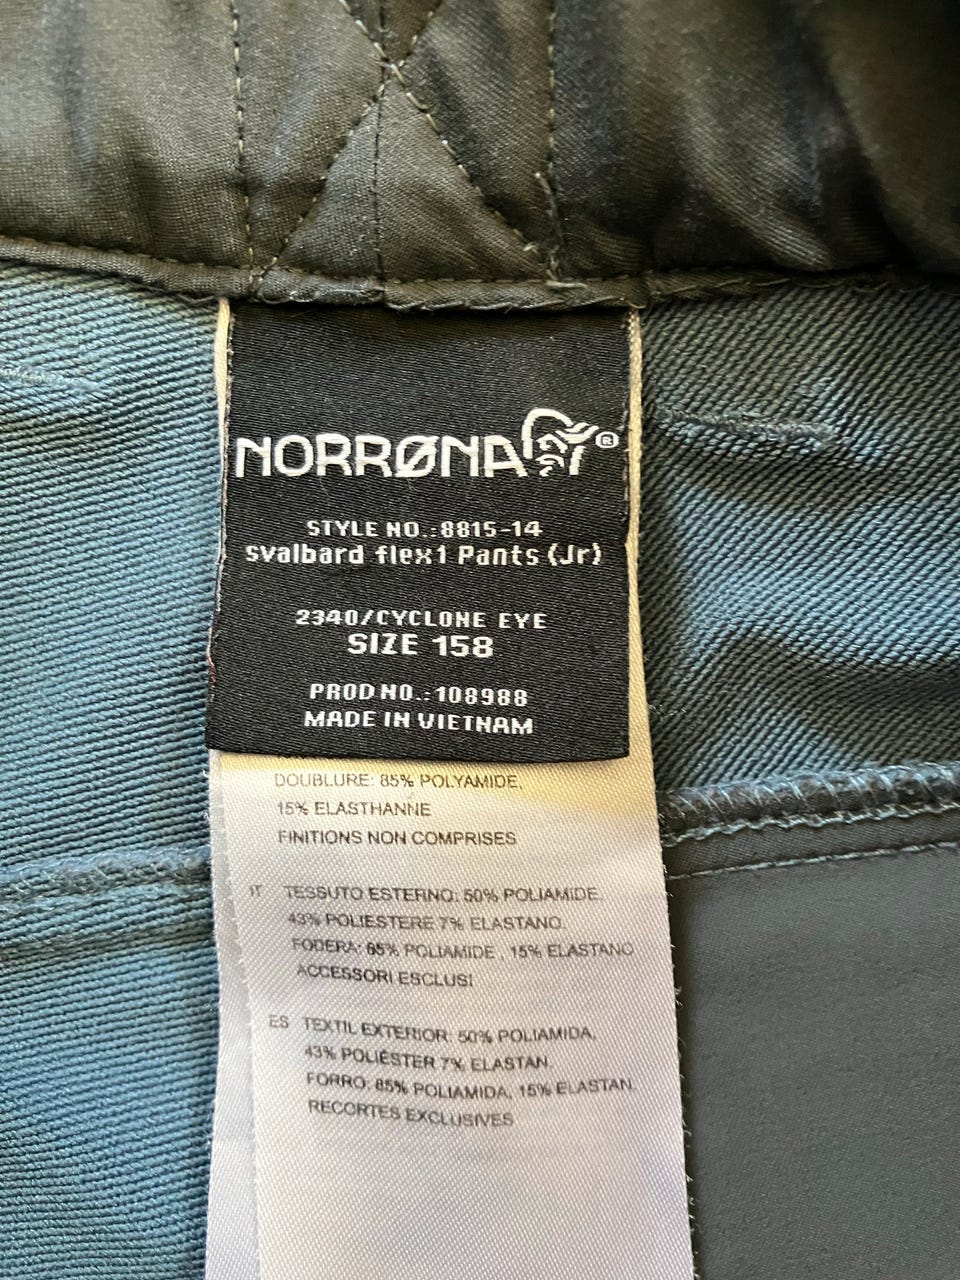 NORRØNA®
STYLE NO.:8815-14
svalbard flex1 Pants (Jr)
2340/CYCLONE EYE
SIZE 158
PROD NO.:108988
MADE IN VIETNAM
DOUBLURE: 85% POLYAMIDE,
15% ELASTHANNE
FINITIONS NON COMPRISES
IT TESSUTO ESTERNO: 50% POLIAMIDE,
43% POLIESTERE 7% ELASTANO.
FODERA: 85% POLIAMIDE , 15% ELASTANO
ACCESSORI ESCLUSI
ES TEXTIL EXTERIOR: 50% POLIAMIDA,
43% POLIÉSTER 7% ELASTAN.
FORRO: 85% POLIAMIDA, 15% ELASTAN
RECORTES EXCLUSIVES